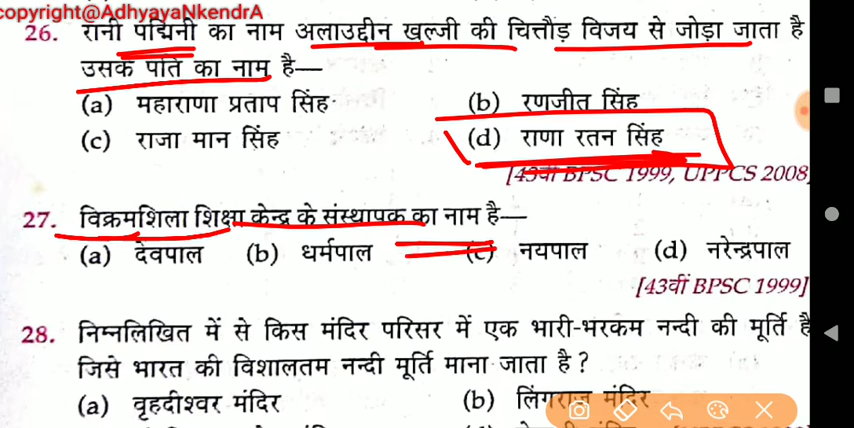 copyright@AdhyayaNkendrA
26. रानी पद्मिनी का नाम अलाउद्दीन खल्जी की चित्तौड़ विजय से जोड़ा जाता है
उसके पति का नाम है—
(a) महाराणा प्रताप सिंह (b) रणजीत सिंह
(c) राजा मान सिंह (d) राणा रतन सिंह
[43वीं BPSC 1999, UPPCS 2008]
27. विक्रमशिला शिक्षा केन्द्र के संस्थापक का नाम है—
(a) देवपाल (b) धर्मपाल (c) नयपाल (d) नरेन्द्रपाल
[43वीं BPSC 1999]
28. निम्नलिखित में से किस मंदिर परिसर में एक भारी-भरकम नन्दी की मूर्ति है
जिसे भारत की विशालतम नन्दी मूर्ति माना जाता है ?
(a) वृहदीश्वर मंदिर (b) लिंगराज मंदिर